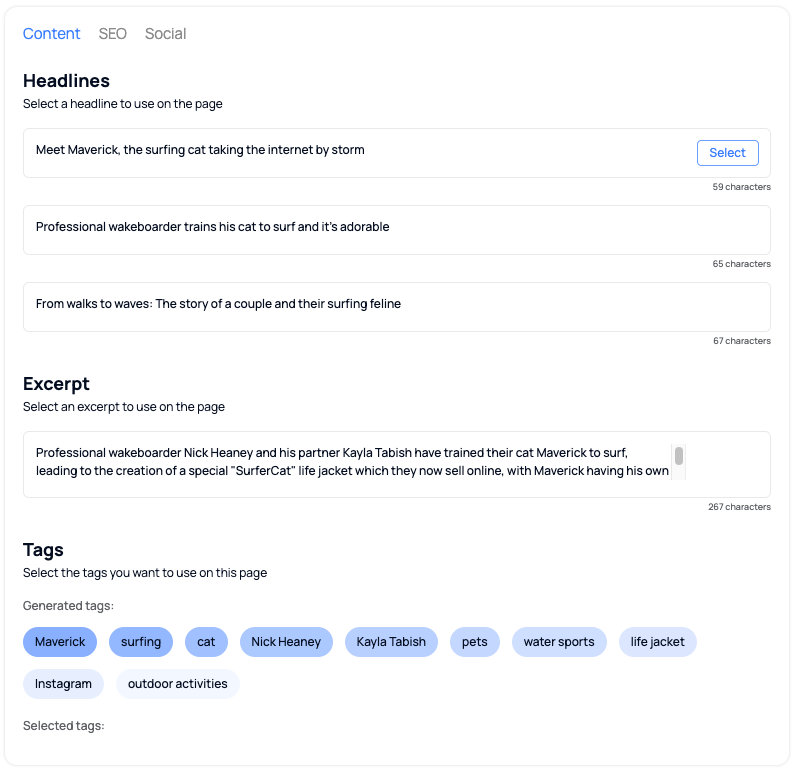 Content SEO Social
Headlines
Select a headline to use on the page
Meet Maverick, the surfing cat taking the internet by storm
Select
59 characters
Professional wakeboarder trains his cat to surf and it's adorable
65 characters
From walks to waves: The story of a couple and their surfing feline
67 characters
Excerpt
Select an excerpt to use on the page
Professional wakeboarder Nick Heaney and his partner Kayla Tabish have trained their cat Maverick to surf,
leading to the creation of a special "SurferCat" life jacket which they now sell online, with Maverick having his own
267 characters
Tags
Select the tags you want to use on this page
Generated tags:
Maverick surfing cat Nick Heaney Kayla Tabish pets water sports life jacket
Instagram outdoor activities
Selected tags: